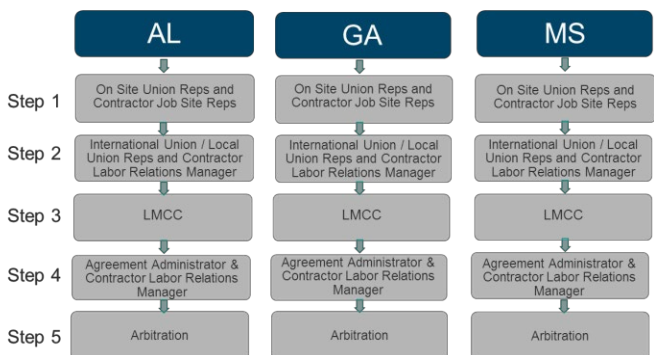 AL GA MS
Step 1
On Site Union Reps and
Contractor Job Site Reps
On Site Union Reps and
Contractor Job Site Reps
On Site Union Reps and
Contractor Job Site Reps
Step 2
International Union / Local
Union Reps and Contractor
Labor Relations Manager
International Union / Local
Union Reps and Contractor
Labor Relations Manager
International Union / Local
Union Reps and Contractor
Labor Relations Manager
Step 3
LMCC
LMCC
LMCC
Step 4
Agreement Administrator &
Contractor Labor Relations
Manager
Agreement Administrator &
Contractor Labor Relations
Manager
Agreement Administrator &
Contractor Labor Relations
Manager
Step 5
Arbitration
Arbitration
Arbitration